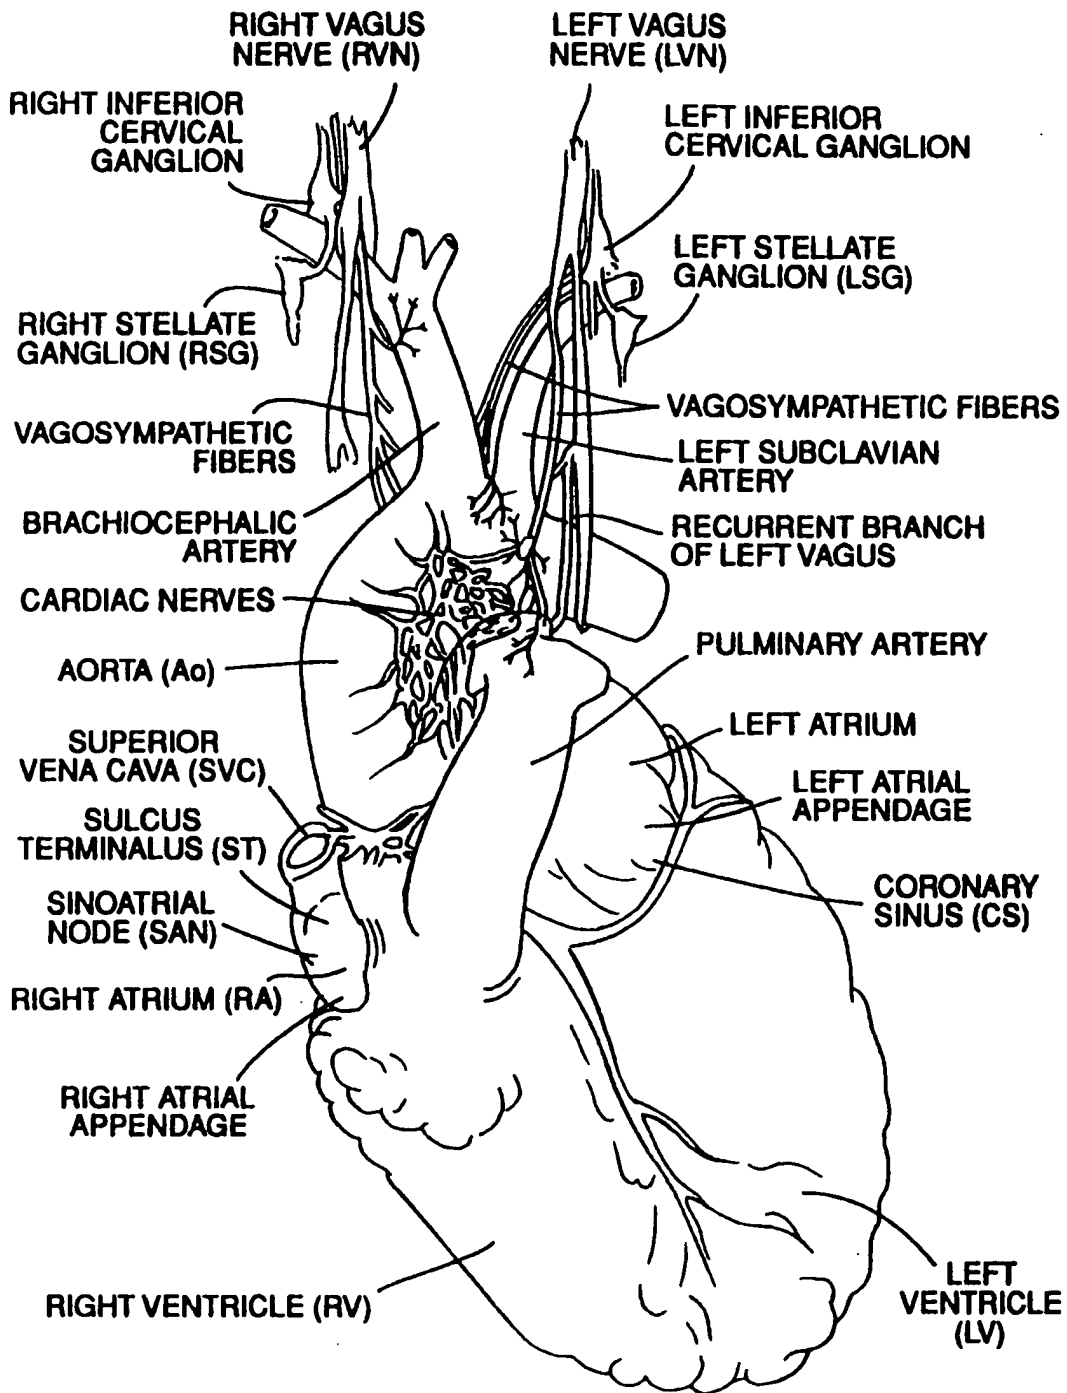 RIGHT VAGUS
NERVE (RVN)
LEFT VAGUS
NERVE (LVN)
RIGHT INFERIOR
CERVICAL
GANGLION
LEFT INFERIOR
CERVICAL GANGLION
LEFT STELLATE
GANGLION (LSG)
RIGHT STELLATE
GANGLION (RSG)
VAGOSYMPATHETIC FIBERS
VAGOSYMPATHETIC
FIBERS
LEFT SUBCLAVIAN
ARTERY
BRACHIOCEPHALIC
ARTERY
RECURRENT BRANCH
OF LEFT VAGUS
CARDIAC NERVES
PULMINARY ARTERY
AORTA (Ao)
LEFT ATRIUM
SUPERIOR
VENA CAVA (SVC)
LEFT ATRIAL
APPENDAGE
SULCUS
TERMINALUS (ST)
CORONARY
SINUS (CS)
SINOATRIAL
NODE (SAN)
RIGHT ATRIUM (RA)
RIGHT ATRIAL
APPENDAGE
RIGHT VENTRICLE (RV)
LEFT
VENTRICLE
(LV)